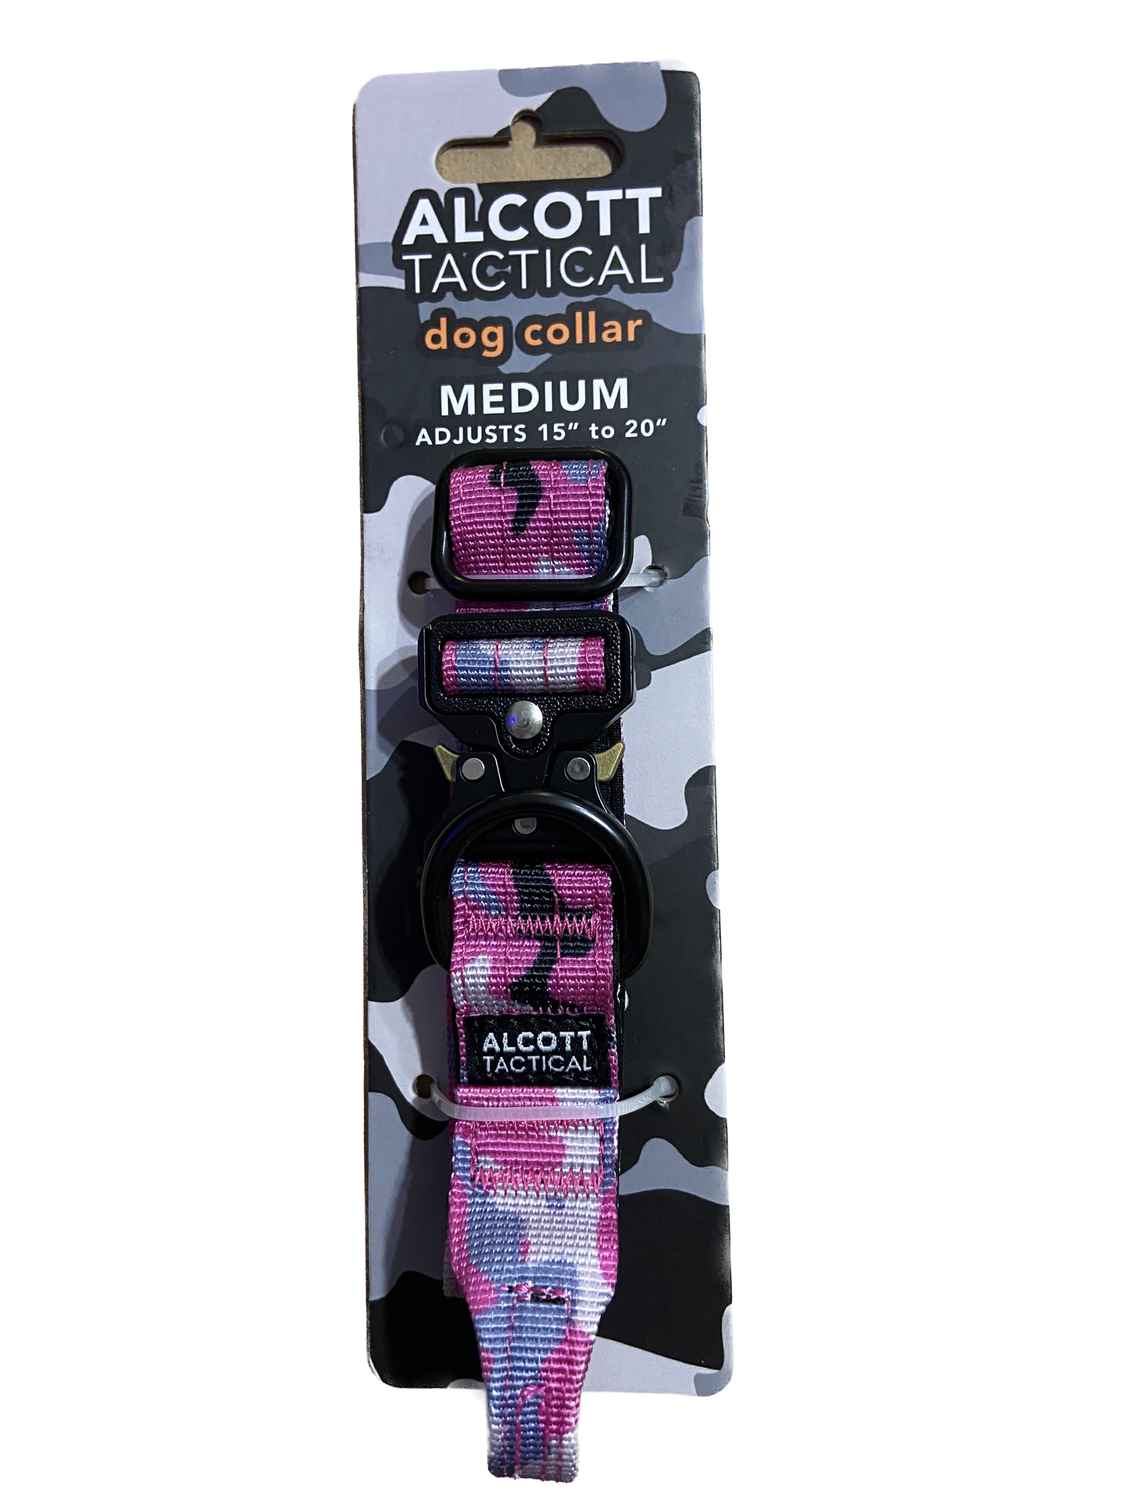 ALCOTT
TACTICAL
dog collar
MEDIUM
ADJUSTS 15” to 20“
ALCOTT
TACTICAL